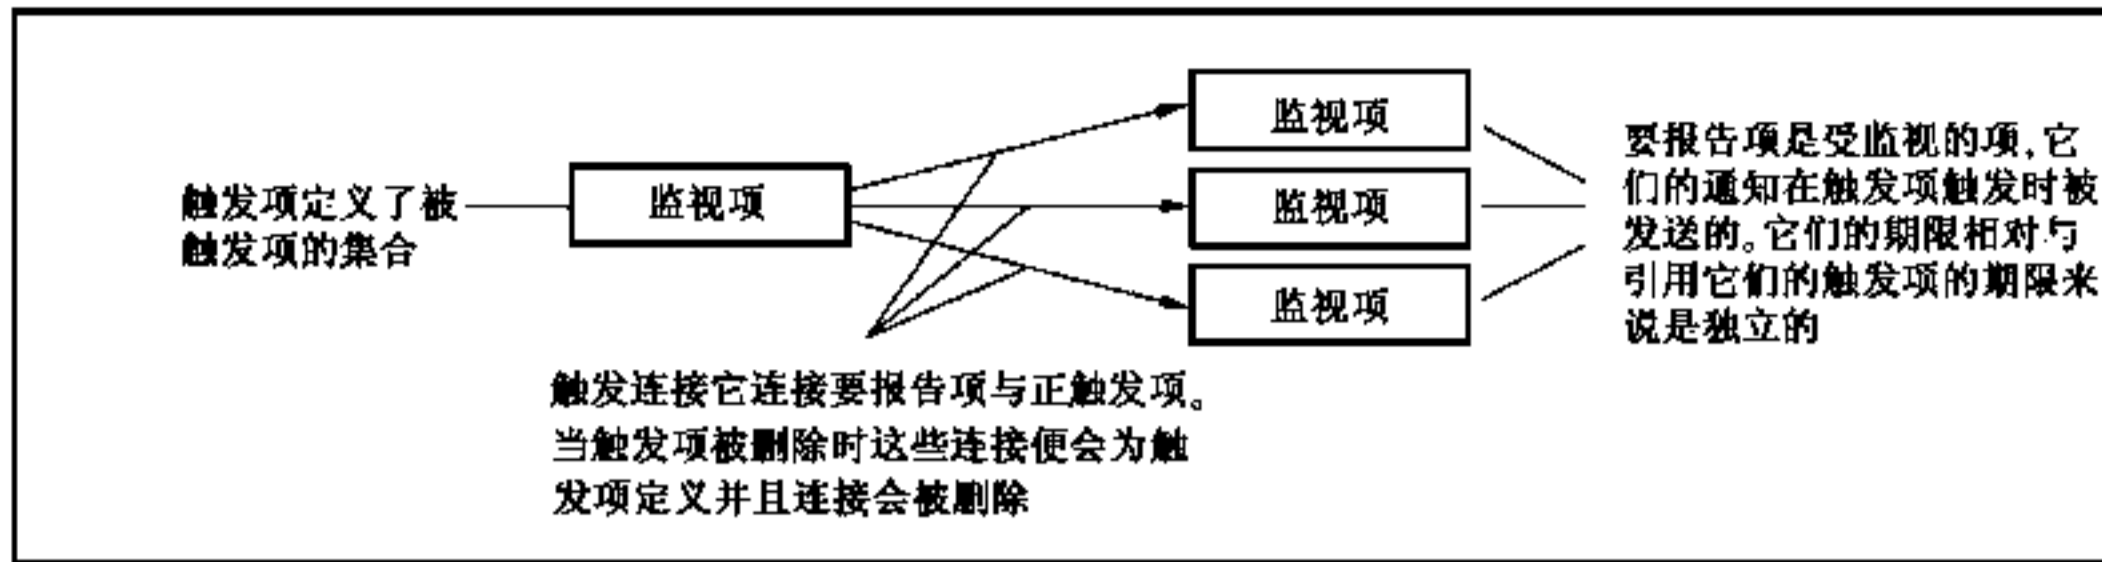 触发项定义了被
触发项的集合
监视项
监视项
监视项
监视项
要报告项是受监视的项,它
们的通知在触发项触发时被
发送的。它们的期限相对与
引用它们的触发项的期限来
说是独立的
触发连接它连接要报告项与正触发项。
当触发项被删除时这些连接便会为触
发项定义并且连接会被删除